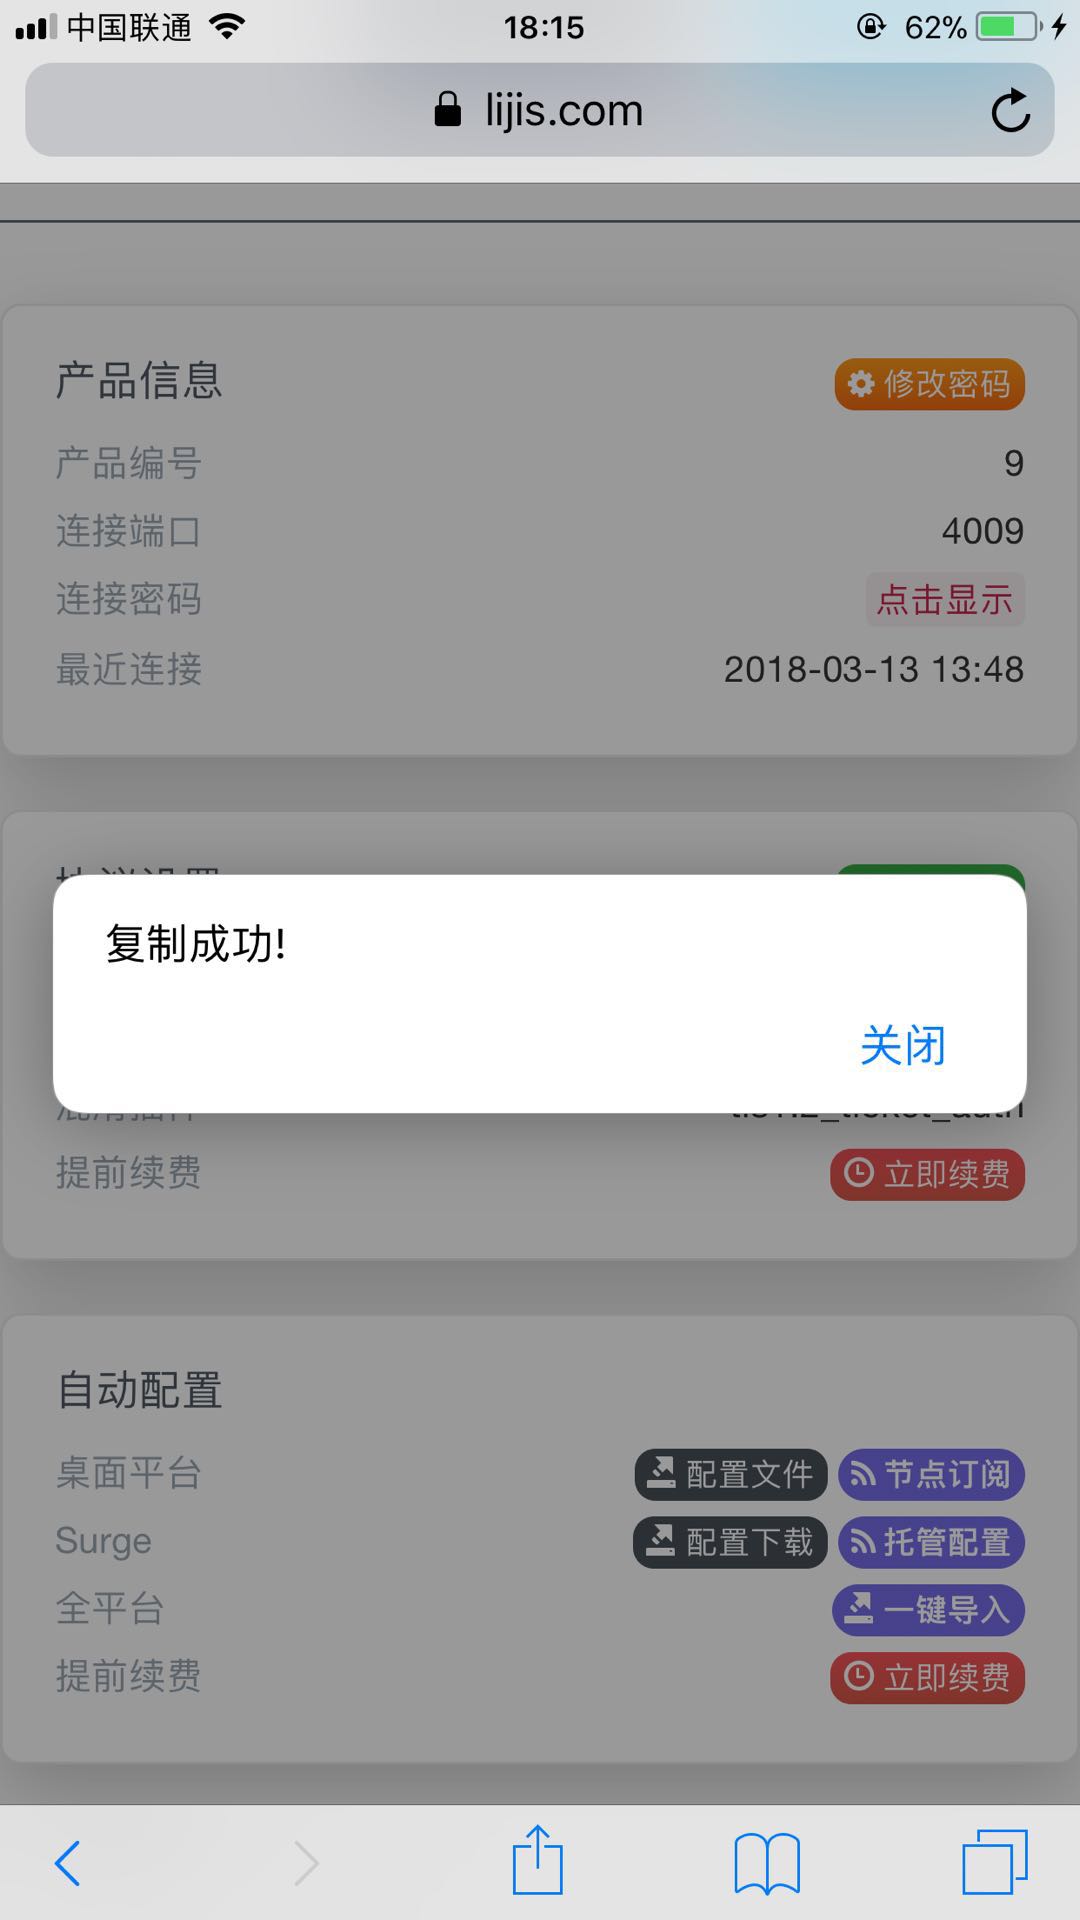 中国联通 18:15 62%
lijis.com
产品信息 修改密码
产品编号 9
连接端口 4009
连接密码 点击显示
最近连接 2018-03-13 13:48
复制成功!
关闭
提前续费 立即续费
自动配置
桌面平台 配置文件 节点订阅
Surge 配置下载 托管配置
全平台 一键导入
提前续费 立即续费